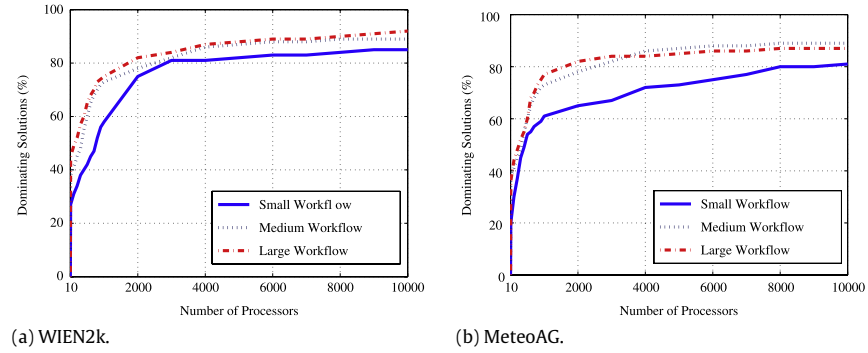 100
80
60
40
20
0
Dominating Solutions (%)
Small Workfl ow
Medium Workflow
Large Workflow
10
2000
4000
6000
8000
10000
Number of Processors
(a) WIEN2k.
100
80
60
40
20
0
Dominating Solutions (%)
Small Workflow
Medium Workflow
Large Workflow
10
2000
4000
6000
8000
10000
Number of Processors
(b) MeteoAG.